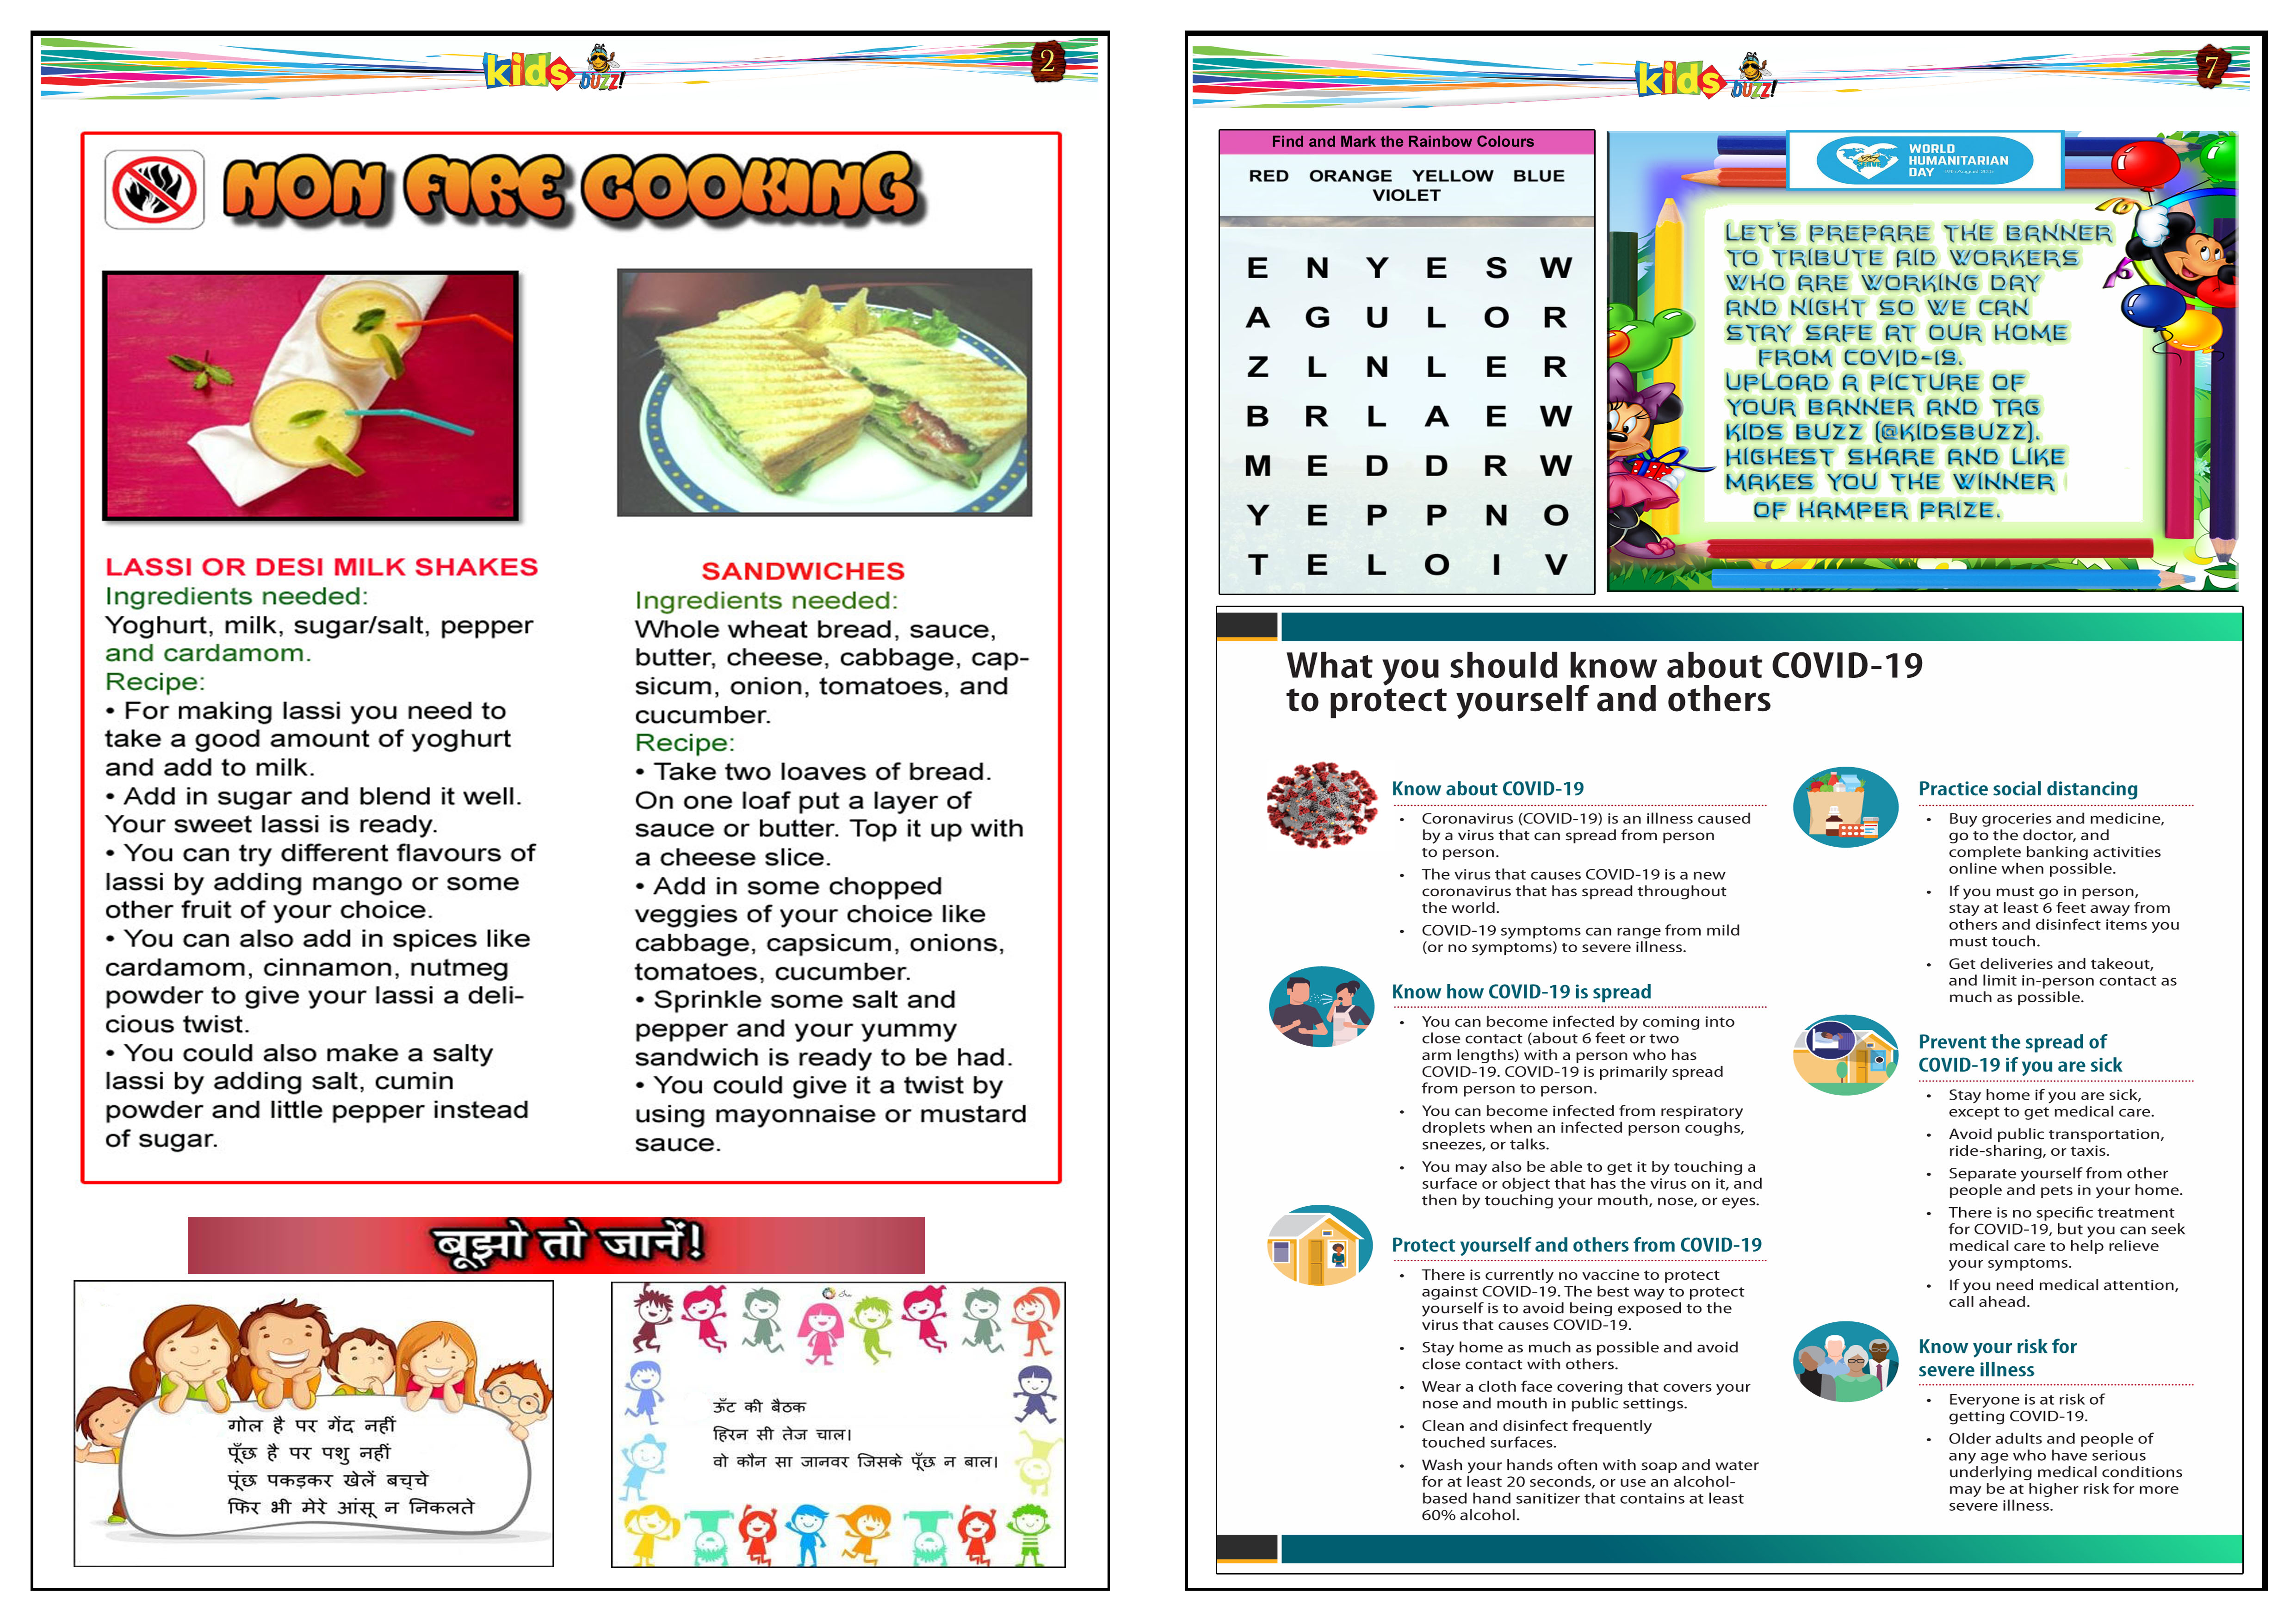 kids buzz!
2
NON FIRE COOKING
LASSI OR DESI MILK SHAKES
Ingredients needed:
Yoghurt, milk, sugar/salt, pepper
and cardamom.
Recipe:
• For making lassi you need to
take a good amount of yoghurt
and add to milk.
• Add in sugar and blend it well.
Your sweet lassi is ready.
• You can try different flavours of
lassi by adding mango or some
other fruit of your choice.
• You can also add in spices like
cardamom, cinnamon, nutmeg
powder to give your lassi a deli-
cious twist.
• You could also make a salty
lassi by adding salt, cumin
powder and little pepper instead
of sugar.
SANDWICHES
Ingredients needed:
Whole wheat bread, sauce,
butter, cheese, cabbage, cap-
sicum, onion, tomatoes, and
cucumber.
Recipe:
• Take two loaves of bread.
On one loaf put a layer of
sauce or butter. Top it up with
a cheese slice.
• Add in some chopped
veggies of your choice like
cabbage, capsicum, onions,
tomatoes, cucumber.
• Sprinkle some salt and
pepper and your yummy
sandwich is ready to be had.
• You could give it a twist by
using mayonnaise or mustard
sauce.
बूझो तो जानें!
गोल है पर गेंद नहीं
पूँछ है पर पशु नहीं
पूंछ पकड़कर खेलें बच्चे
फिर भी मेरे आंसू न निकलते
ऊँट की बैठक
हिरन सी तेज चाल।
वो कौन सा जानवर जिसके पूँछ न बाल।
kids buzz!
7
Find and Mark the Rainbow Colours
RED ORANGE YELLOW BLUE
VIOLET
E N Y E S W
A G U L O R
Z L N L E R
B R L A E W
M E D D R W
Y E P P N O
T E L O I V
WORLD
HUMANITARIAN
DAY
LET'S PREPARE THE BANNER
TO TRIBUTE AID WORKERS
WHO ARE WORKING DAY
AND NIGHT SO WE CAN
STAY SAFE AT OUR HOME
FROM COVID-19.
UPLOAD A PICTURE OF
YOUR BANNER AND TAG
KIDS BUZZ (@KIDSBUZZ).
HIGHEST SHARE AND LIKE
MAKES YOU THE WINNER
OF HAMPER PRIZE.
What you should know about COVID-19
to protect yourself and others
Know about COVID-19
• Coronavirus (COVID-19) is an illness caused
by a virus that can spread from person
to person.
• The virus that causes COVID-19 is a new
coronavirus that has spread throughout
the world.
• COVID-19 symptoms can range from mild
(or no symptoms) to severe illness.
Know how COVID-19 is spread
• You can become infected by coming into
close contact (about 6 feet or two
arm lengths) with a person who has
COVID-19. COVID-19 is primarily spread
from person to person.
• You can become infected from respiratory
droplets when an infected person coughs,
sneezes, or talks.
• You may also be able to get it by touching a
surface or object that has the virus on it, and
then by touching your mouth, nose, or eyes.
Protect yourself and others from COVID-19
• There is currently no vaccine to protect
against COVID-19. The best way to protect
yourself is to avoid being exposed to the
virus that causes COVID-19.
• Stay home as much as possible and avoid
close contact with others.
• Wear a cloth face covering that covers your
nose and mouth in public settings.
• Clean and disinfect frequently
touched surfaces.
• Wash your hands often with soap and water
for at least 20 seconds, or use an alcohol-
based hand sanitizer that contains at least
60% alcohol.
Practice social distancing
• Buy groceries and medicine,
go to the doctor, and
complete banking activities
online when possible.
• If you must go in person,
stay at least 6 feet away from
others and disinfect items you
must touch.
• Get deliveries and takeout,
and limit in-person contact as
much as possible.
Prevent the spread of
COVID-19 if you are sick
• Stay home if you are sick,
except to get medical care.
• Avoid public transportation,
ride-sharing, or taxis.
• Separate yourself from other
people and pets in your home.
• There is no specific treatment
for COVID-19, but you can seek
medical care to help relieve
your symptoms.
• If you need medical attention,
call ahead.
Know your risk for
severe illness
• Everyone is at risk of
getting COVID-19.
• Older adults and people of
any age who have serious
underlying medical conditions
may be at higher risk for more
severe illness.